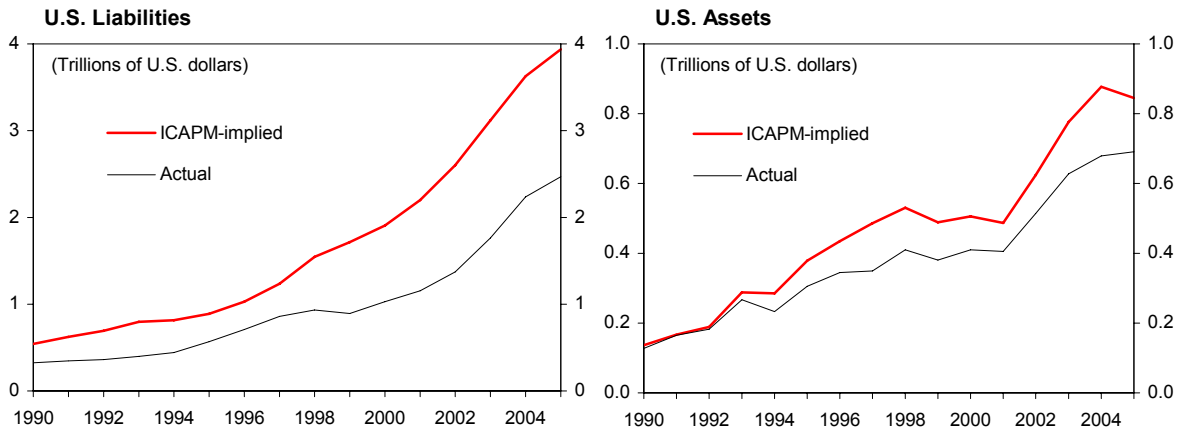 U.S. Liabilities
4
3
2
1
0
(Trillions of U.S. dollars)
ICAPM-implied
Actual
4
3
2
1
0
1990 1992 1994 1996 1998 2000 2002 2004
U.S. Assets
1.0
0.8
0.6
0.4
0.2
0.0
(Trillions of U.S. dollars)
ICAPM-implied
Actual
1.0
0.8
0.6
0.4
0.2
0.0
1990 1992 1994 1996 1998 2000 2002 2004